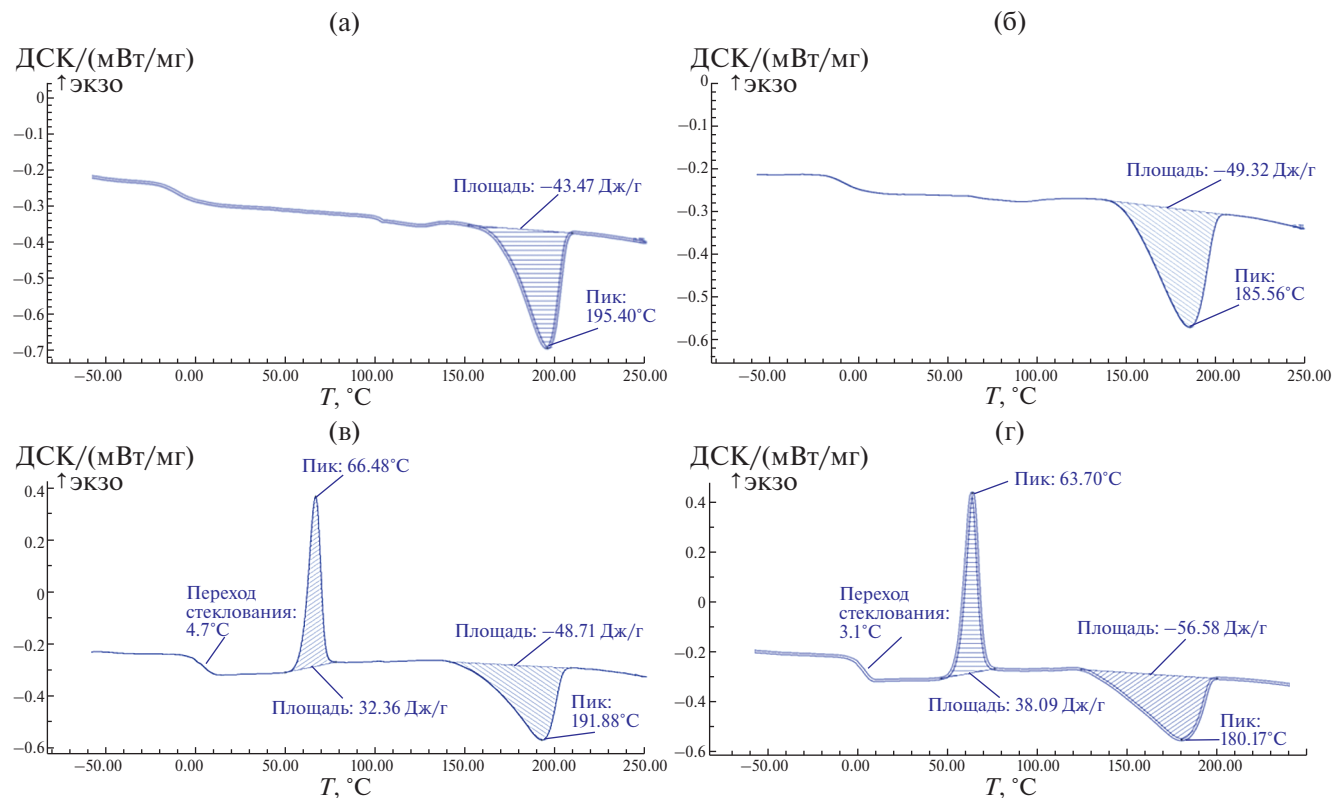 (а)
ДСК/(мВт/мг)
↑экзо
0
−0.1
−0.2
−0.3
−0.4
−0.5
−0.6
−0.7
Площадь: −43.47 Дж/г
Пик:
195.40°C
−50.00 0.00 50.00 100.00 150.00 200.00 250.00
T, °C
(б)
ДСК/(мВт/мг)
↑экзо
0
−0.1
−0.2
−0.3
−0.4
−0.5
−0.6
Площадь: −49.32 Дж/г
Пик:
185.56°C
−50.00 0.00 50.00 100.00 150.00 200.00 250.00
T, °C
(в)
ДСК/(мВт/мг)
↑экзо
0.4
0.2
0
−0.2
−0.4
−0.6
Пик: 66.48°C
Переход
стеклования:
4.7°C
Площадь: −48.71 Дж/г
Площадь: 32.36 Дж/г
Пик:
191.88°C
−50.00 0.00 50.00 100.00 150.00 200.00 250.00
T, °C
(г)
ДСК/(мВт/мг)
↑экзо
0.4
0.2
0
−0.2
−0.4
−0.6
Пик: 63.70°C
Переход
стеклования:
3.1°C
Площадь: −56.58 Дж/г
Площадь: 38.09 Дж/г
Пик:
180.17°C
−50.00 0.00 50.00 100.00 150.00 200.00 250.00
T, °C